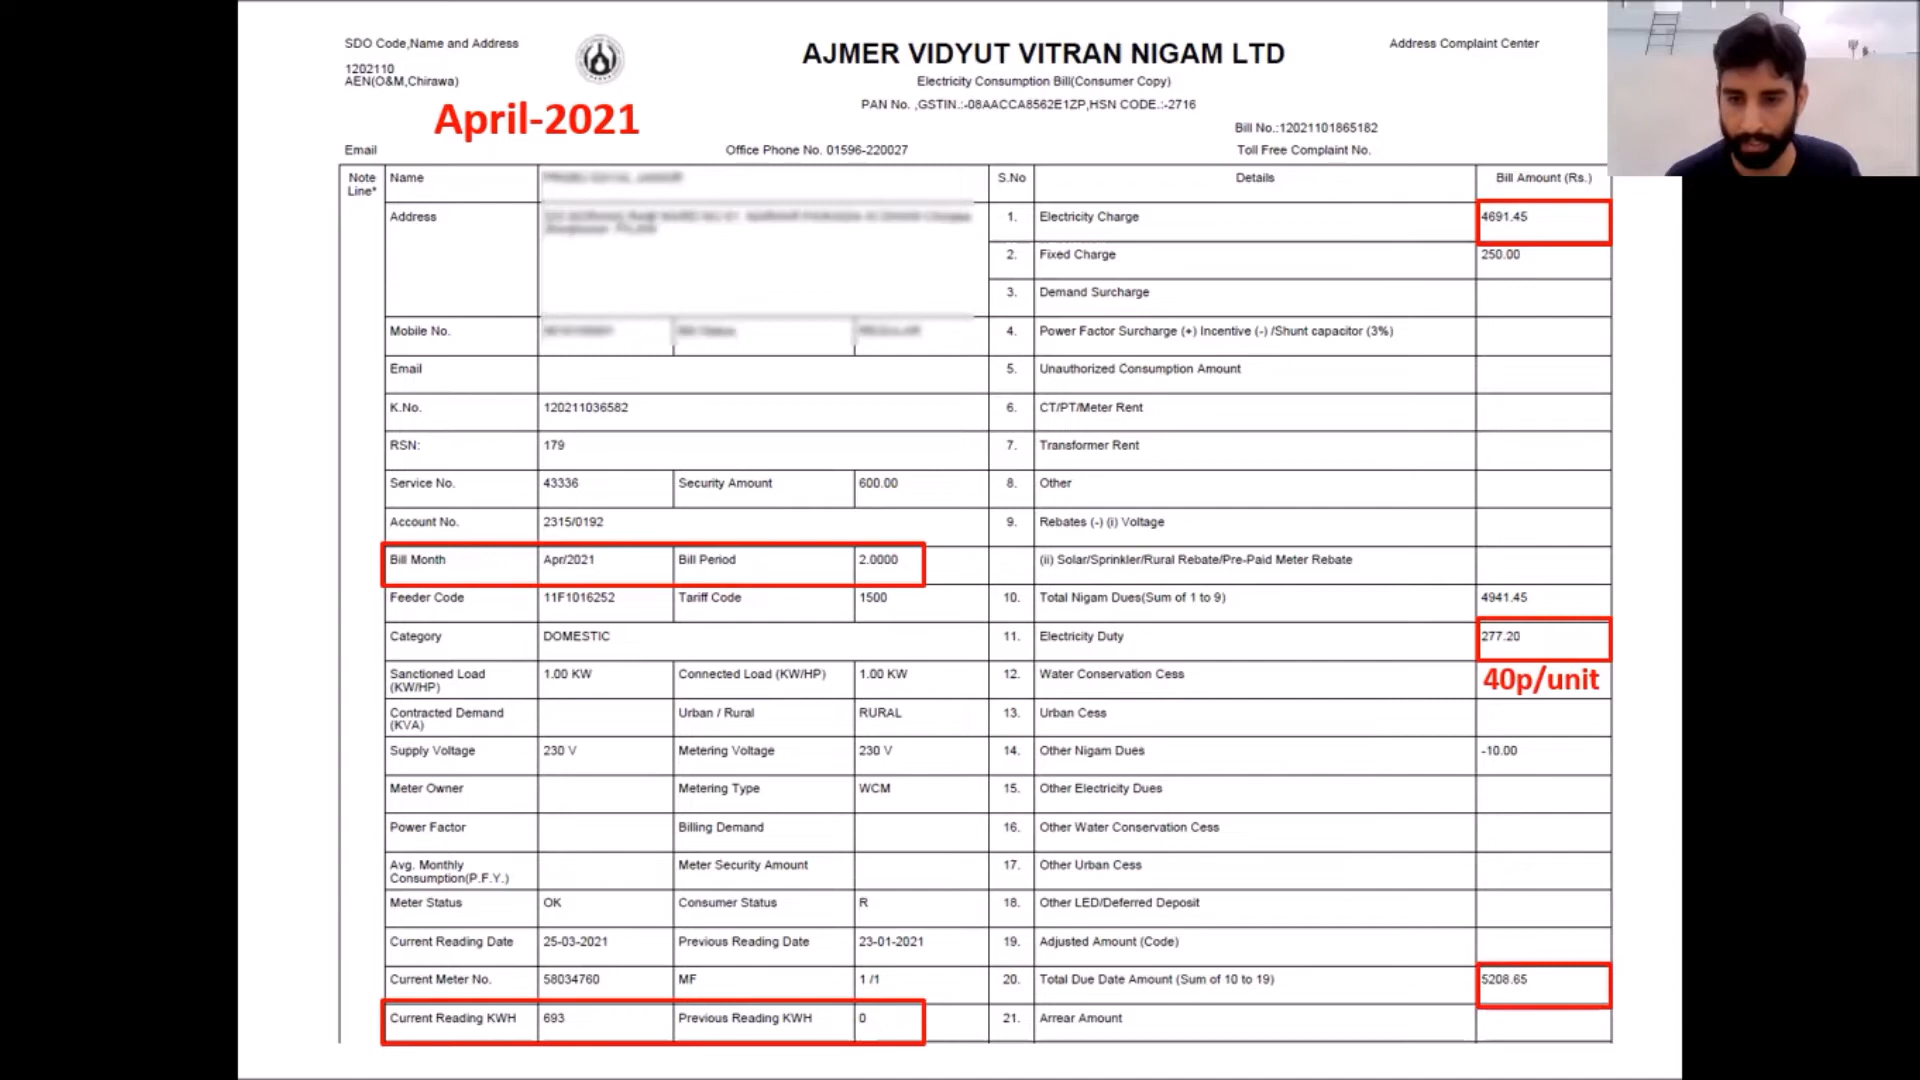 SDO Code,Name and Address
1202110
AEN(O&M,Chirawa)
AJMER VIDYUT VITRAN NIGAM LTD
Electricity Consumption Bill(Consumer Copy)
PAN No. ,GSTIN.:-08AACCA8562E1ZP,HSN CODE.:-2716
Address Complaint Center
April-2021
Bill No.:12021101865182
Email
Office Phone No. 01596-220027
Toll Free Complaint No.
Note Line*
Name
S.No
Details
Bill Amount (Rs.)
Address
1. Electricity Charge 4691.45
2. Fixed Charge 250.00
3. Demand Surcharge
Mobile No.
4. Power Factor Surcharge (+) Incentive (-) /Shunt capacitor (3%)
Email
5. Unauthorized Consumption Amount
K.No. 120211036582
6. CT/PT/Meter Rent
RSN: 179
7. Transformer Rent
Service No. 43336 Security Amount 600.00
8. Other
Account No. 2315/0192
9. Rebates (-) (i) Voltage
Bill Month Apr/2021 Bill Period 2.0000
(ii) Solar/Sprinkler/Rural Rebate/Pre-Paid Meter Rebate
Feeder Code 11F1016252 Tariff Code 1500
10. Total Nigam Dues(Sum of 1 to 9) 4941.45
Category DOMESTIC
11. Electricity Duty 277.20
Sanctioned Load (KW/HP) 1.00 KW Connected Load (KW/HP) 1.00 KW
12. Water Conservation Cess
40p/unit
Contracted Demand (KVA) Urban / Rural RURAL
13. Urban Cess
Supply Voltage 230 V Metering Voltage 230 V
14. Other Nigam Dues -10.00
Meter Owner Metering Type WCM
15. Other Electricity Dues
Power Factor Billing Demand
16. Other Water Conservation Cess
Avg. Monthly Consumption(P.F.Y.) Meter Security Amount
17. Other Urban Cess
Meter Status OK Consumer Status R
18. Other LED/Deferred Deposit
Current Reading Date 25-03-2021 Previous Reading Date 23-01-2021
19. Adjusted Amount (Code)
Current Meter No. 58034760 MF 1 /1
20. Total Due Date Amount (Sum of 10 to 19) 5208.65
Current Reading KWH 693 Previous Reading KWH 0
21. Arrear Amount